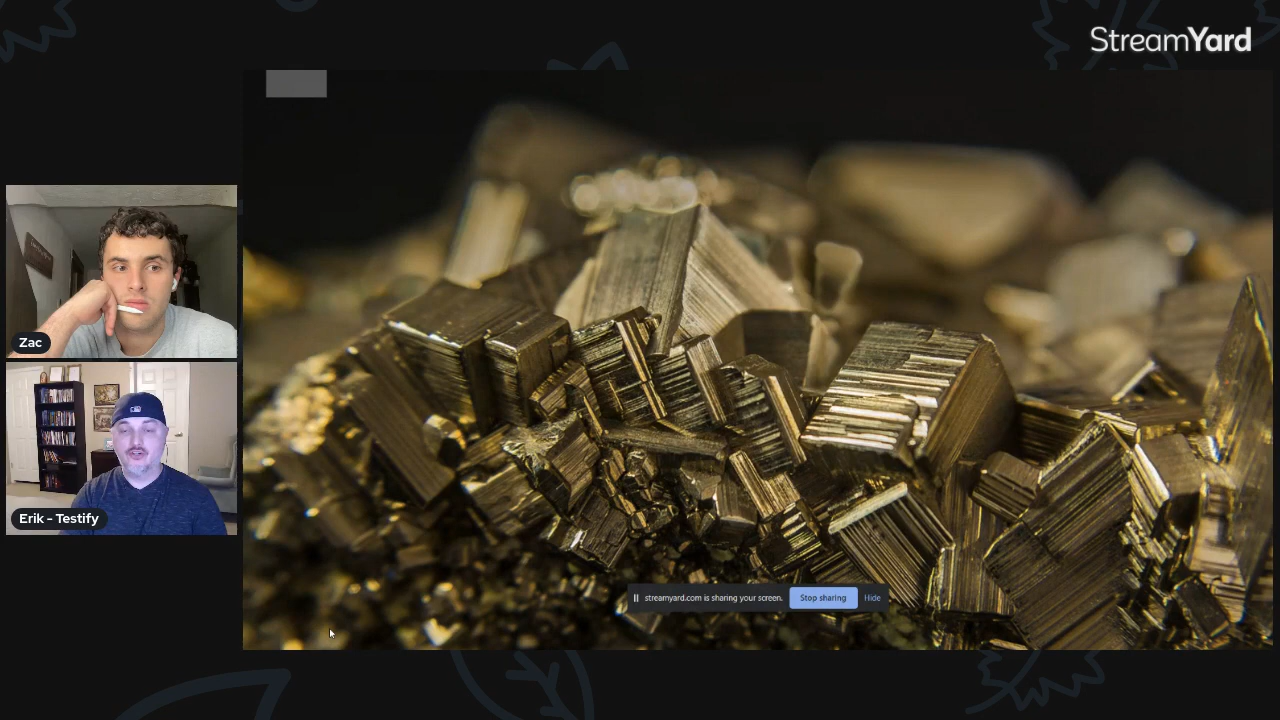 StreamYard
Zac
Erik - Testify
streamyard.com is sharing your screen.
Stop sharing
Hide